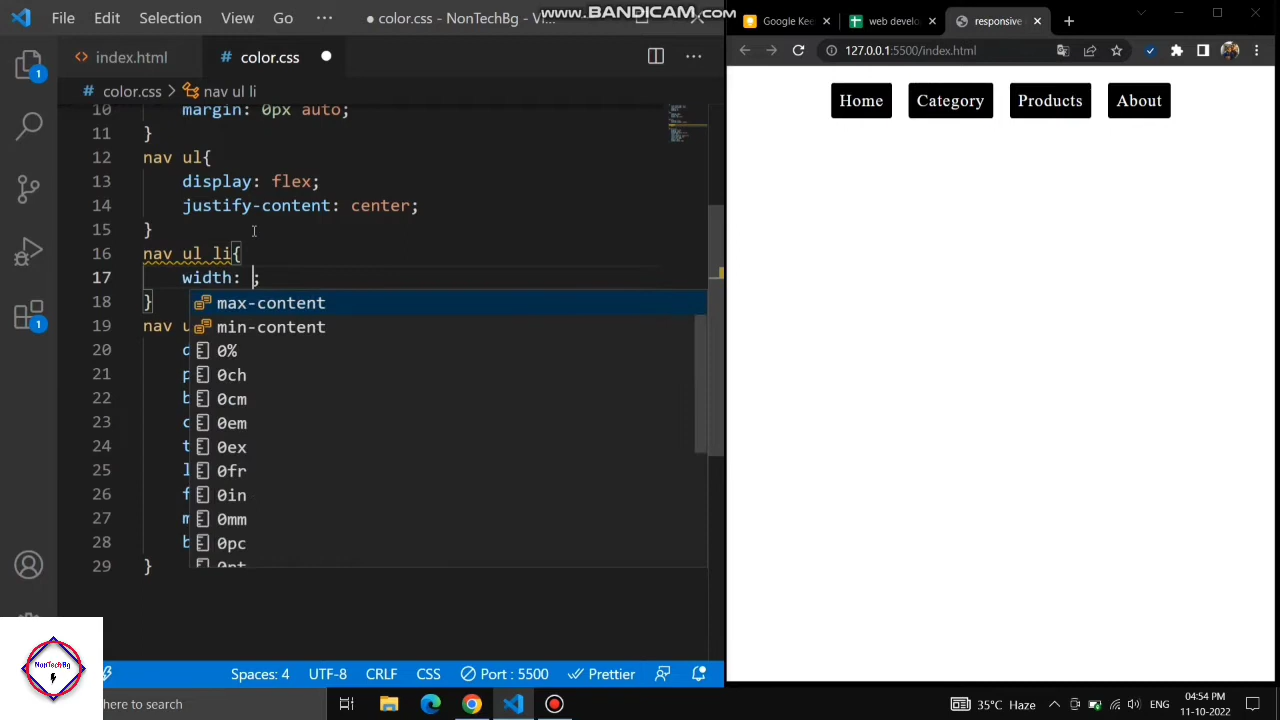 File Edit Selection View Go ··· color.css - NonTechBg - V...
www.BANDICAM.com
Google Kee
web develo
responsive
index.html
# color.css
127.0.0.1:5500/index.html
# color.css > nav ul li
Home Category Products About
10 margin: 0px auto;
11 }
12 nav ul{
13 display: flex;
14 justify-content: center;
15 }
16 nav ul li{
17 width: ;
18 }
max-content
19 nav u
min-content
20 d
0%
21 p
0ch
22 b
0cm
23 c
0em
24 t
0ex
25 l
0fr
26 f
0in
27 m
0mm
28 b
0pc
29 }
0pt
1
1
NonTechBg
Spaces: 4 UTF-8 CRLF CSS Port : 5500 Prettier
to search
35°C Haze
ENG
04:54 PM
11-10-2022